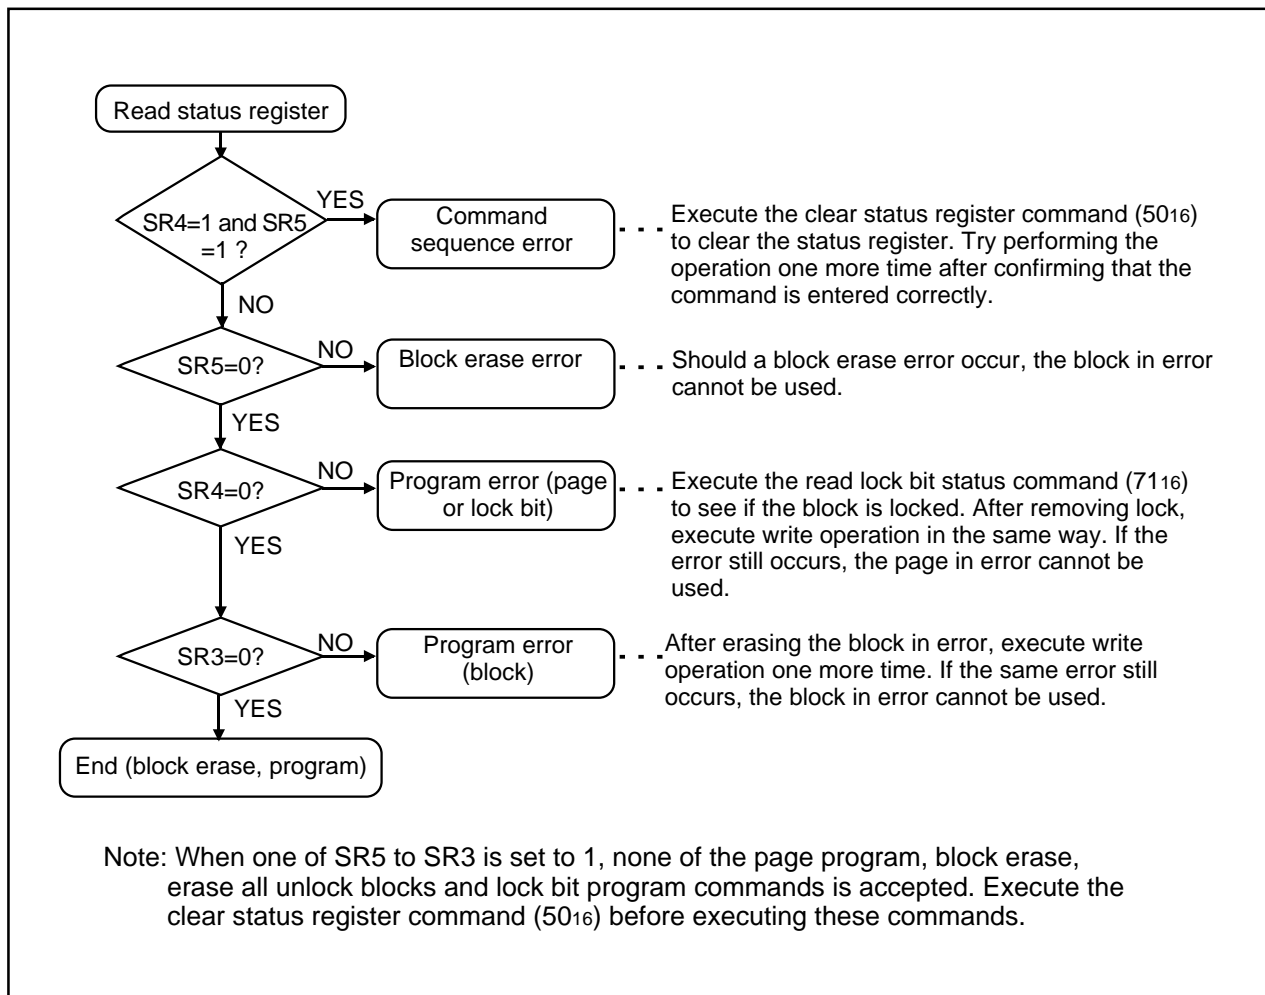 Read status register
SR4=1 and SR5
=1 ?
YES
Command
sequence error
Execute the clear status register command (5016)
to clear the status register. Try performing the
operation one more time after confirming that the
command is entered correctly.
NO
SR5=0?
NO
Block erase error
Should a block erase error occur, the block in error
cannot be used.
YES
SR4=0?
NO
Program error (page
or lock bit)
Execute the read lock bit status command (7116)
to see if the block is locked. After removing lock,
execute write operation in the same way. If the
error still occurs, the page in error cannot be
used.
YES
SR3=0?
NO
Program error
(block)
After erasing the block in error, execute write
operation one more time. If the same error still
occurs, the block in error cannot be used.
YES
End (block erase, program)
Note: When one of SR5 to SR3 is set to 1, none of the page program, block erase,
erase all unlock blocks and lock bit program commands is accepted. Execute the
clear status register command (5016) before executing these commands.